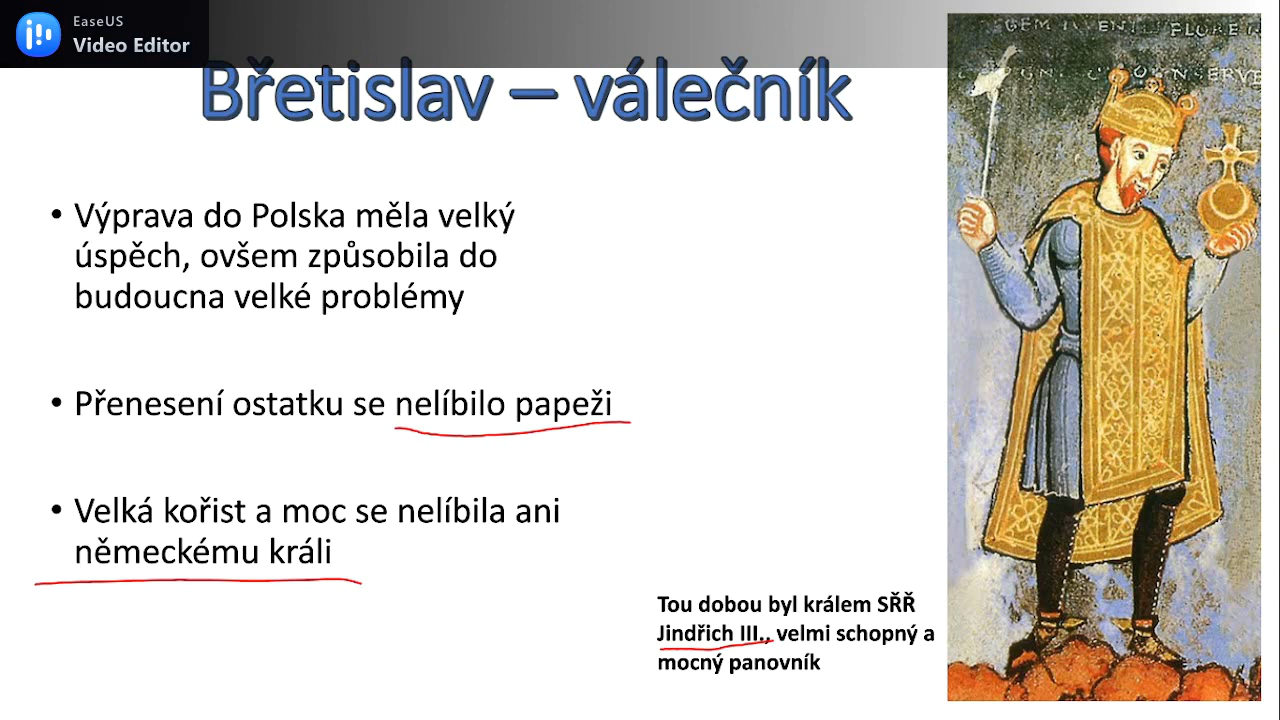 EaseUS
Video Editor
Břetislav – válečník
• Výprava do Polska měla velký
úspěch, ovšem způsobila do
budoucna velké problémy
• Přenesení ostatku se nelíbilo papeži
• Velká kořist a moc se nelíbila ani
německému králi
Tou dobou byl králem SŘŘ
Jindřich III., velmi schopný a
mocný panovník